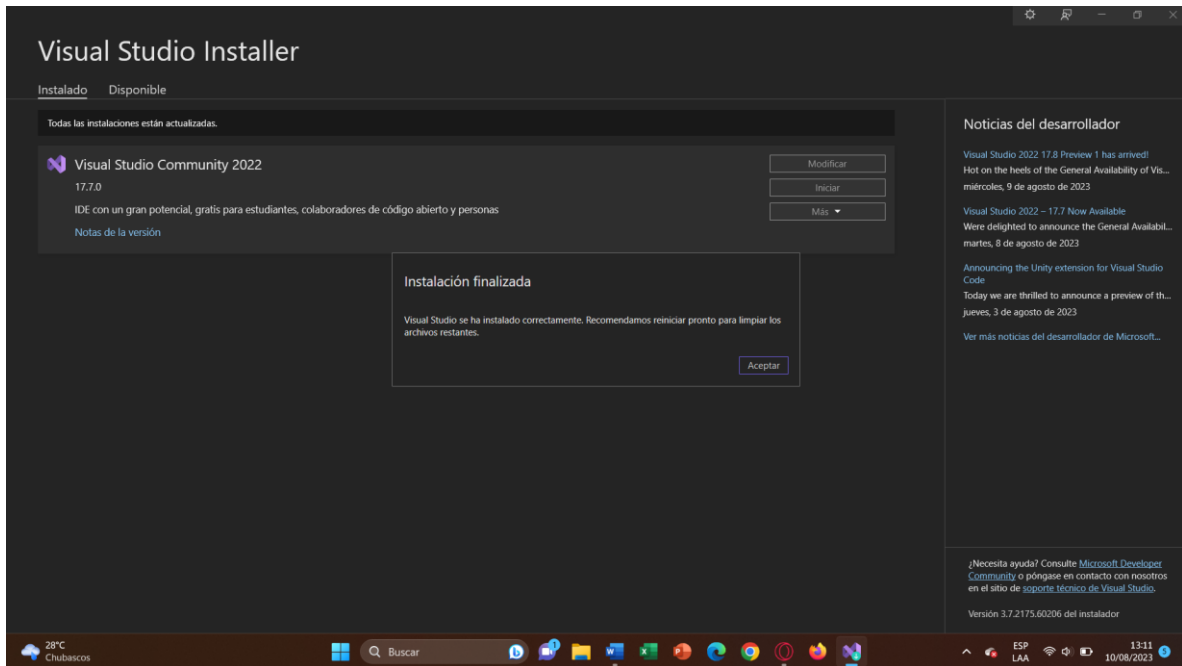 Visual Studio Installer
Instalado Disponible
Todas las instalaciones están actualizadas.
Visual Studio Community 2022
17.7.0
IDE con un gran potencial, gratis para estudiantes, colaboradores de código abierto y personas
Notas de la versión
Modificar
Iniciar
Más
Instalación finalizada
Visual Studio se ha instalado correctamente. Recomendamos reiniciar pronto para limpiar los
archivos restantes.
Aceptar
Noticias del desarrollador
Visual Studio 2022 17.8 Preview 1 has arrived!
Hot on the heels of the General Availability of Vis...
miércoles, 9 de agosto de 2023
Visual Studio 2022 – 17.7 Now Available
Were delighted to announce the General Availabil...
martes, 8 de agosto de 2023
Announcing the Unity extension for Visual Studio
Code
Today we are thrilled to announce a preview of th...
jueves, 3 de agosto de 2023
Ver más noticias del desarrollador de Microsoft...
¿Necesita ayuda? Consulte Microsoft Developer
Community o póngase en contacto con nosotros
en el sitio de soporte técnico de Visual Studio.
Versión 3.7.2175.60206 del instalador
28°C
Chubascos
Buscar
1
ESP
LAA
13:11
10/08/2023
5